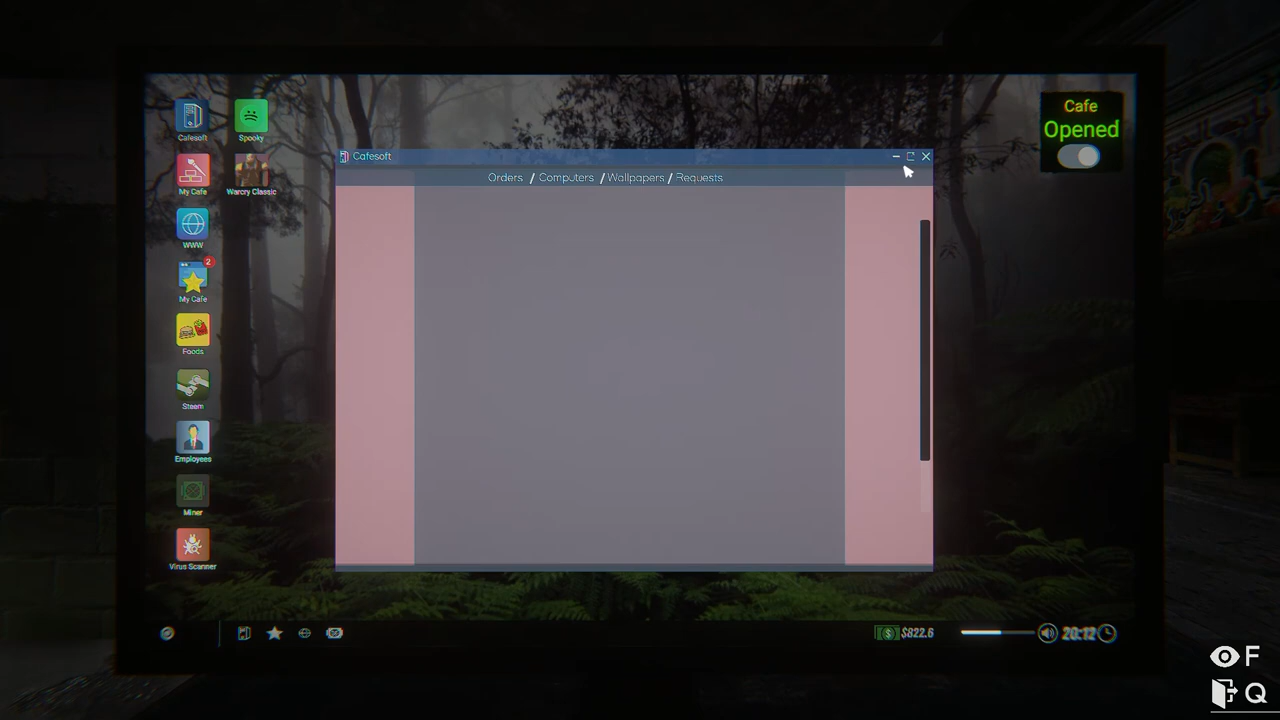 Cafesoft
Spooky
My Cafe
Warcry Classic
WWW
2
My Cafe
Foods
Steem
Employees
Miner
Virus Scanner
Cafesoft
Orders / Computers / Wallpapers / Requests
Cafe
Opened
$822.6
20:12
F
Q